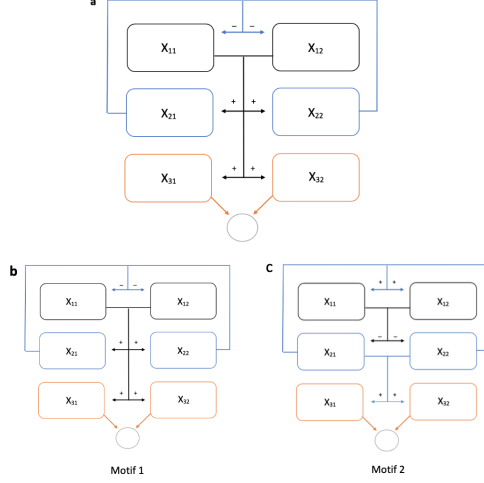 a
− −
X11 X12
+ +
X21 X22
+ +
X31 X32
b
− −
X11 X12
+ +
X21 X22
+ +
X31 X32
Motif 1
C
+ +
X11 X12
− −
X21 X22
+ +
X31 X32
Motif 2